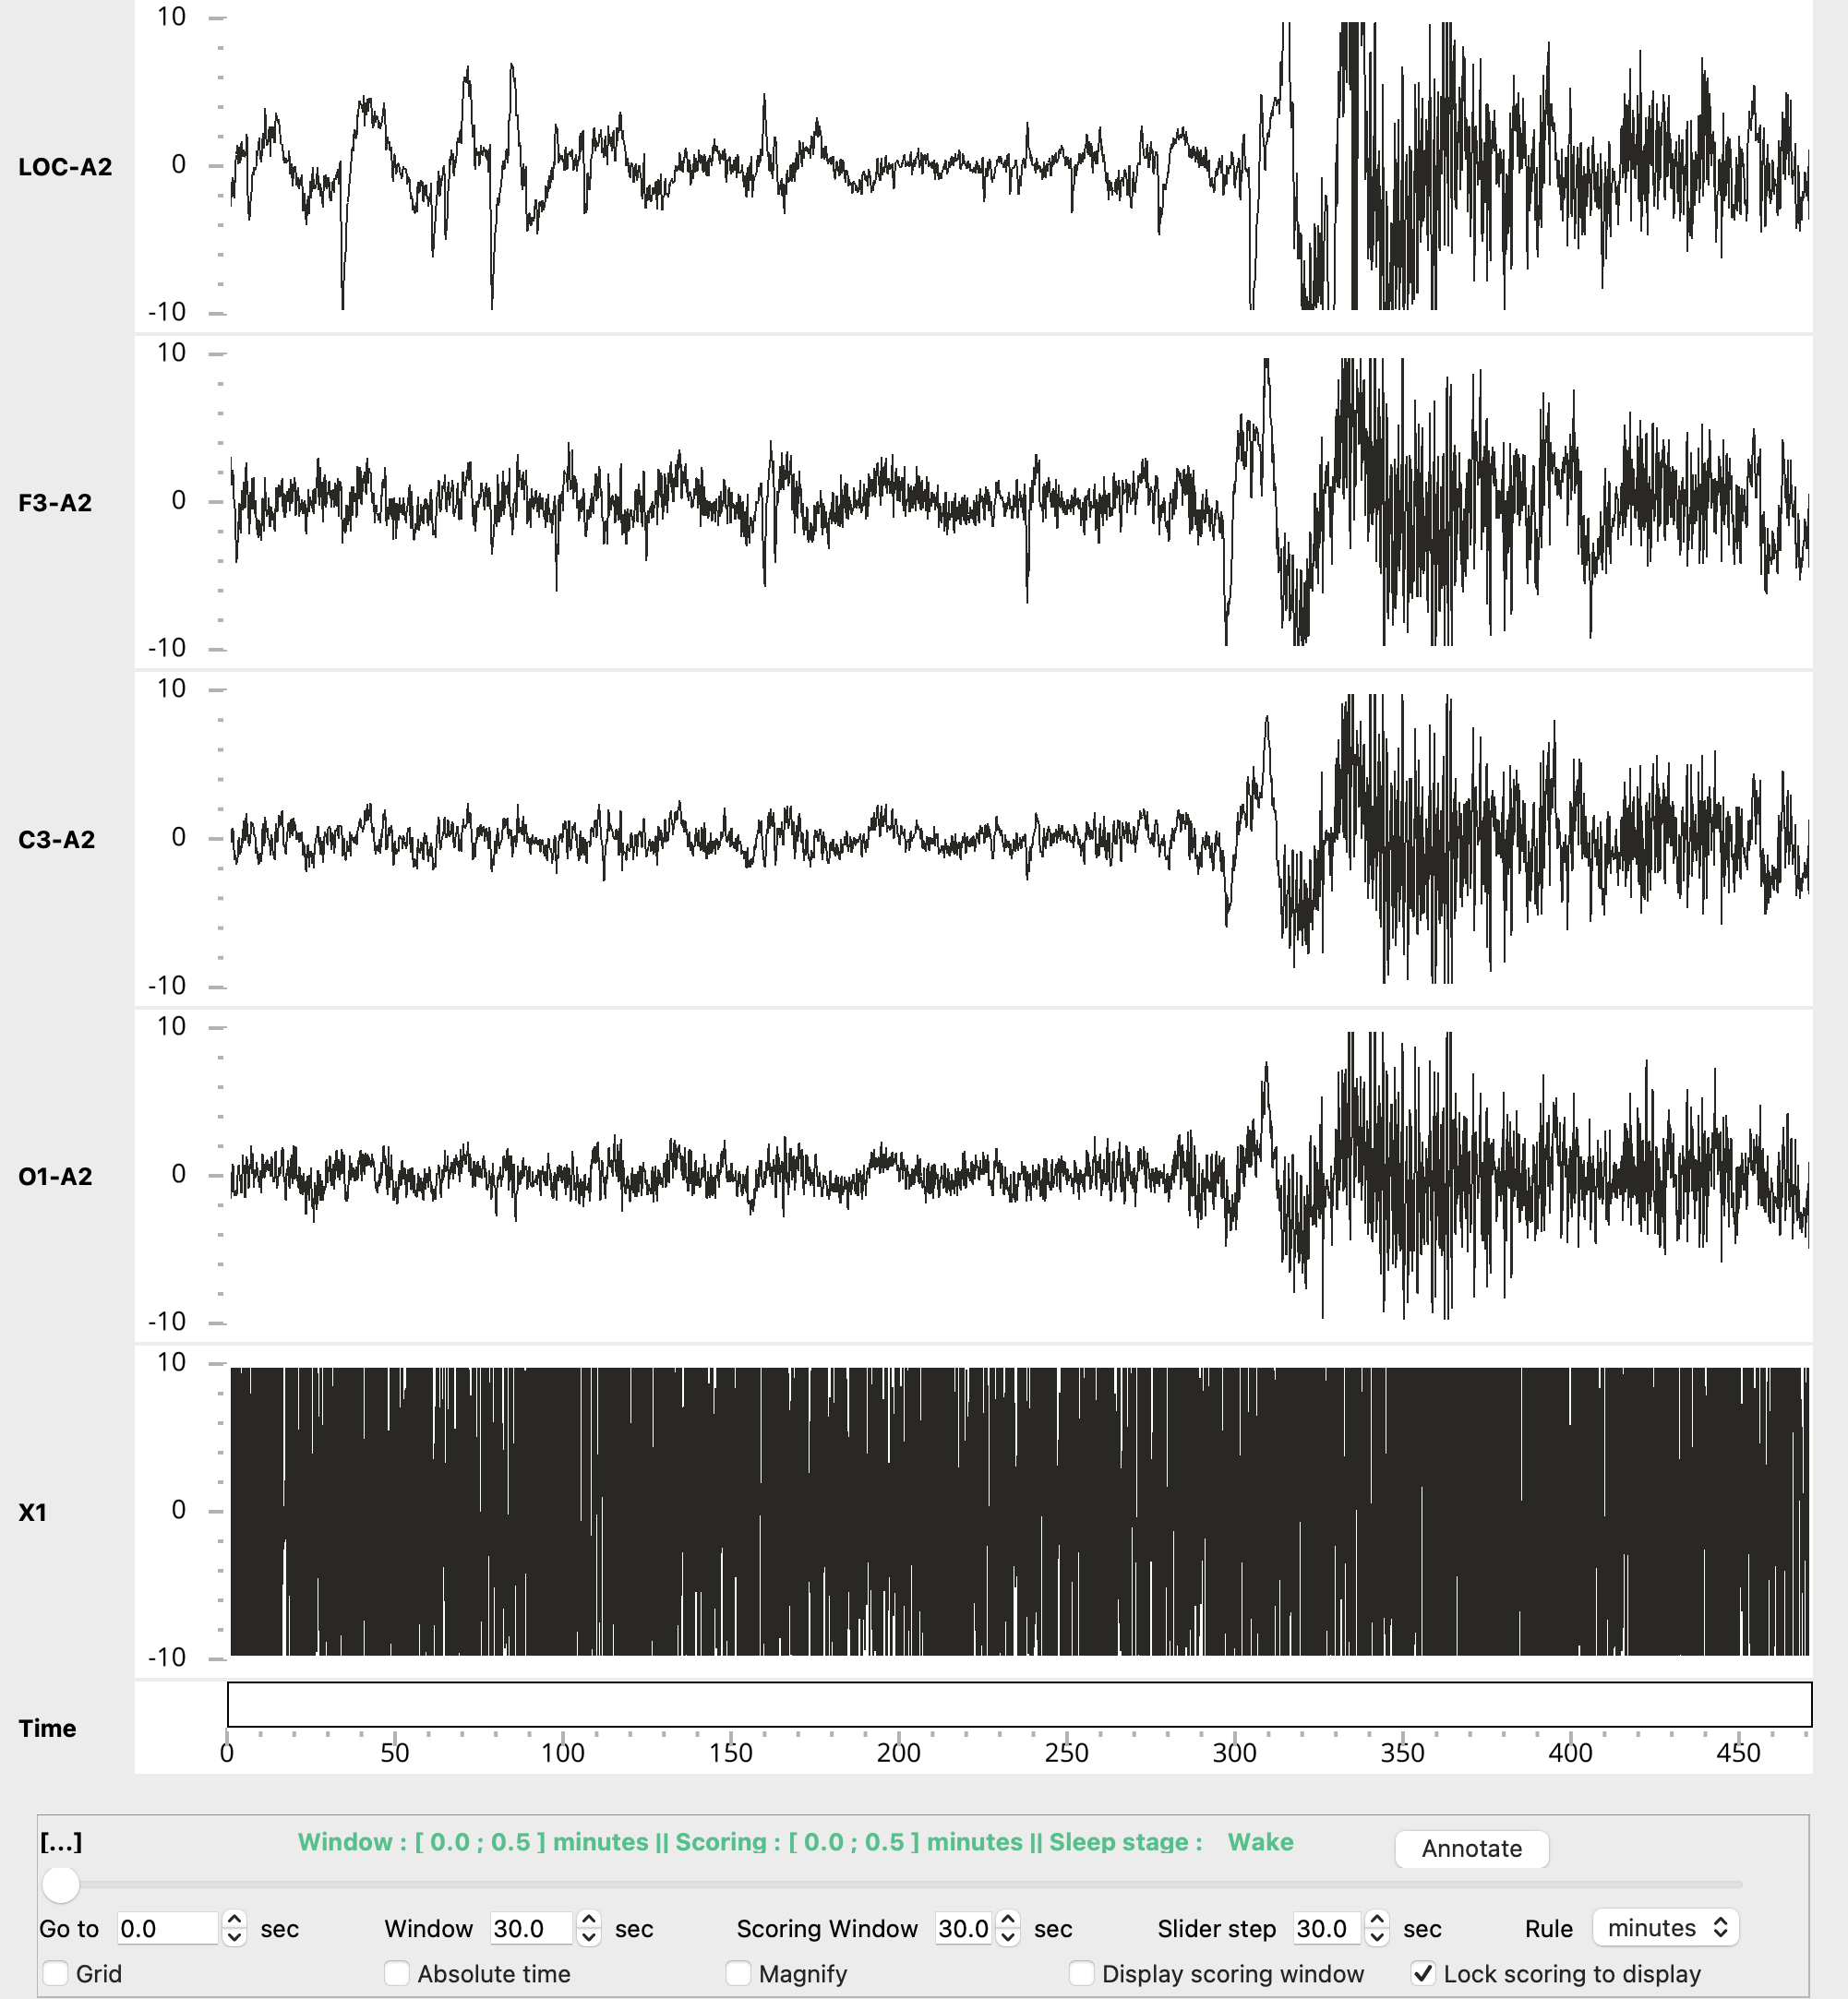 10
LOC-A2
0
-10
10
F3-A2
0
-10
10
C3-A2
0
-10
10
O1-A2
0
-10
10
X1
0
-10
Time
0 50 100 150 200 250 300 350 400 450
[...] Window : [ 0.0 ; 0.5 ] minutes || Scoring : [ 0.0 ; 0.5 ] minutes || Sleep stage : Wake Annotate
Go to 0.0 sec Window 30.0 sec Scoring Window 30.0 sec Slider step 30.0 sec Rule minutes
Grid Absolute time Magnify Display scoring window Lock scoring to display